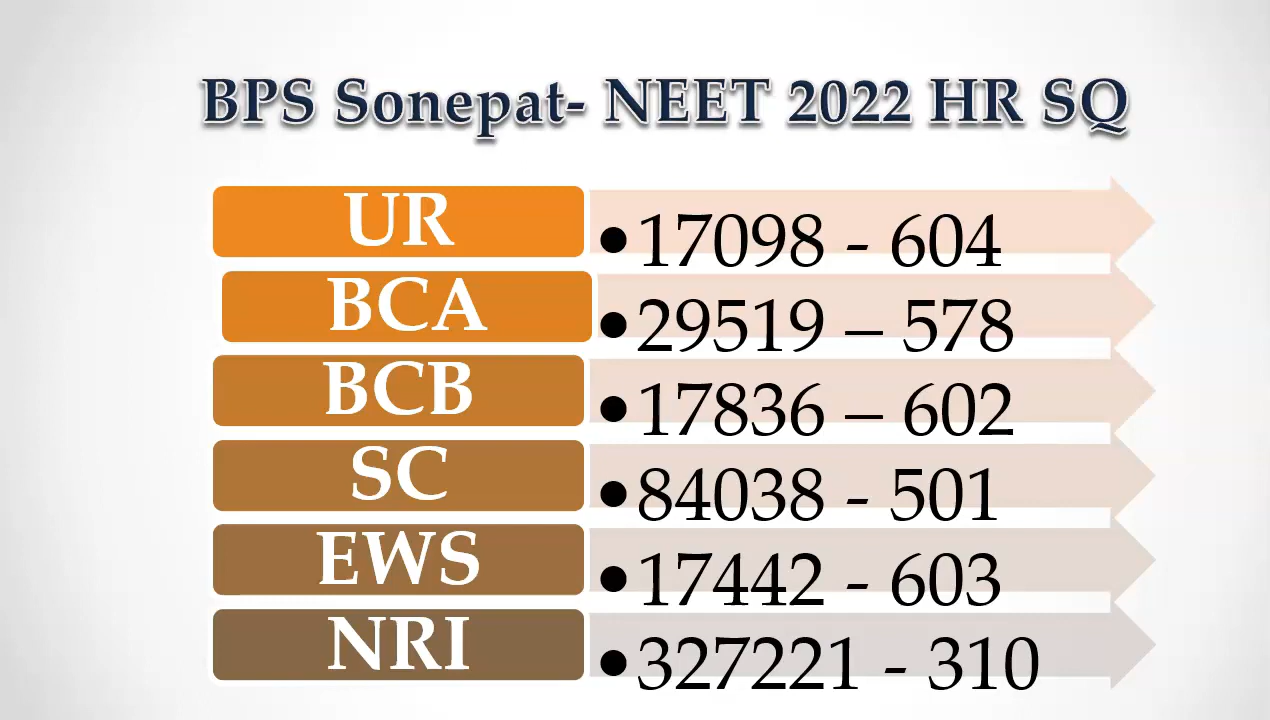 BPS Sonepat- NEET 2022 HR SQ
UR
•17098 - 604
BCA
•29519 – 578
BCB
•17836 – 602
SC
•84038 - 501
EWS
•17442 - 603
NRI
•327221 - 310